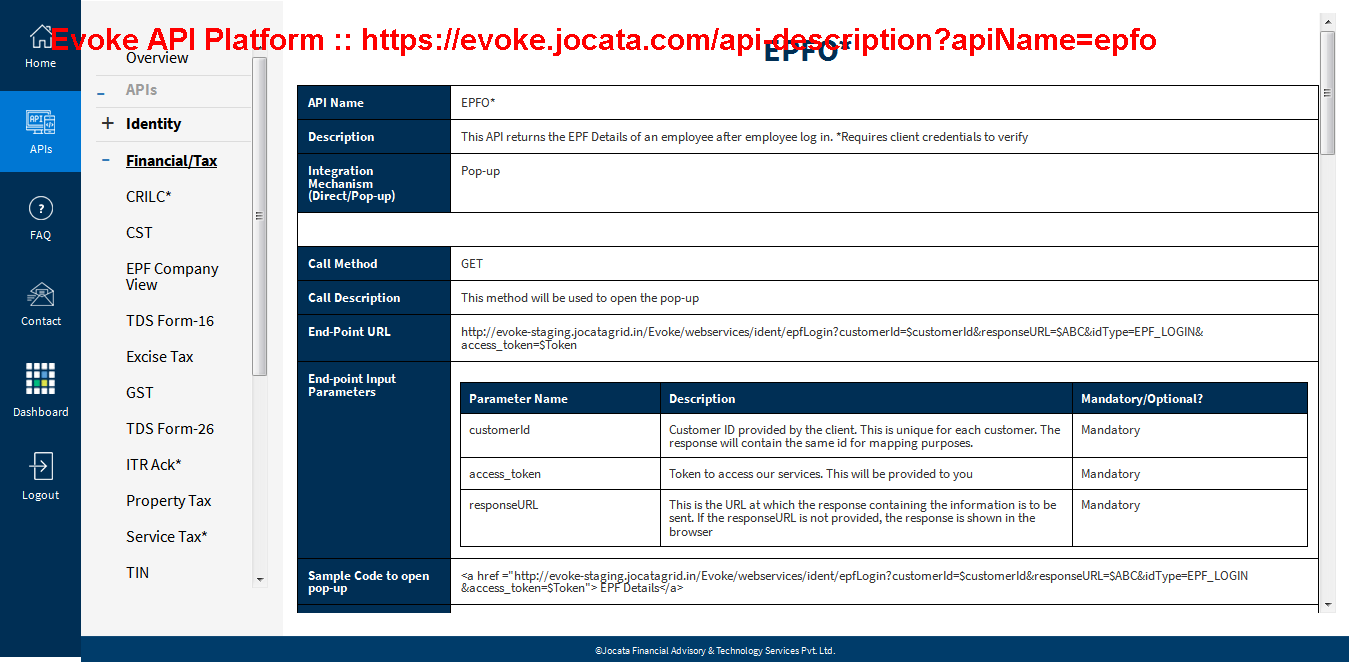 Evoke API Platform :: https://evoke.jocata.com/api-description?apiName=epfo
Home
APIs
FAQ
Contact
Dashboard
Logout
Overview
APIs
Identity
Financial/Tax
CRILC*
CST
EPF Company
View
TDS Form-16
Excise Tax
GST
TDS Form-26
ITR Ack*
Property Tax
Service Tax*
TIN
EPFO*
API Name
EPFO*
Description
This API returns the EPF Details of an employee after employee log in. *Requires client credentials to verify
Integration
Mechanism
(Direct/Pop-up)
Pop-up
Call Method
GET
Call Description
This method will be used to open the pop-up
End-Point URL
http://evoke-staging.jocatagrid.in/Evoke/webservices/ident/epfLogin?customerId=$customerId&responseURL=$ABC&idType=EPF_LOGIN&
access_token=$Token
End-point Input
Parameters
Parameter Name Description Mandatory/Optional?
customerId
Customer ID provided by the client. This is unique for each customer. The
response will contain the same id for mapping purposes.
Mandatory
access_token
Token to access our services. This will be provided to you
Mandatory
responseURL
This is the URL at which the response containing the information is to be
sent. If the responseURL is not provided, the response is shown in the
browser
Mandatory
Sample Code to open
pop-up
<a href ="http://evoke-staging.jocatagrid.in/Evoke/webservices/ident/epfLogin?customerId=$customerId&responseURL=$ABC&idType=EPF_LOGIN
&access_token=$Token"> EPF Details</a>
©Jocata Financial Advisory & Technology Services Pvt. Ltd.